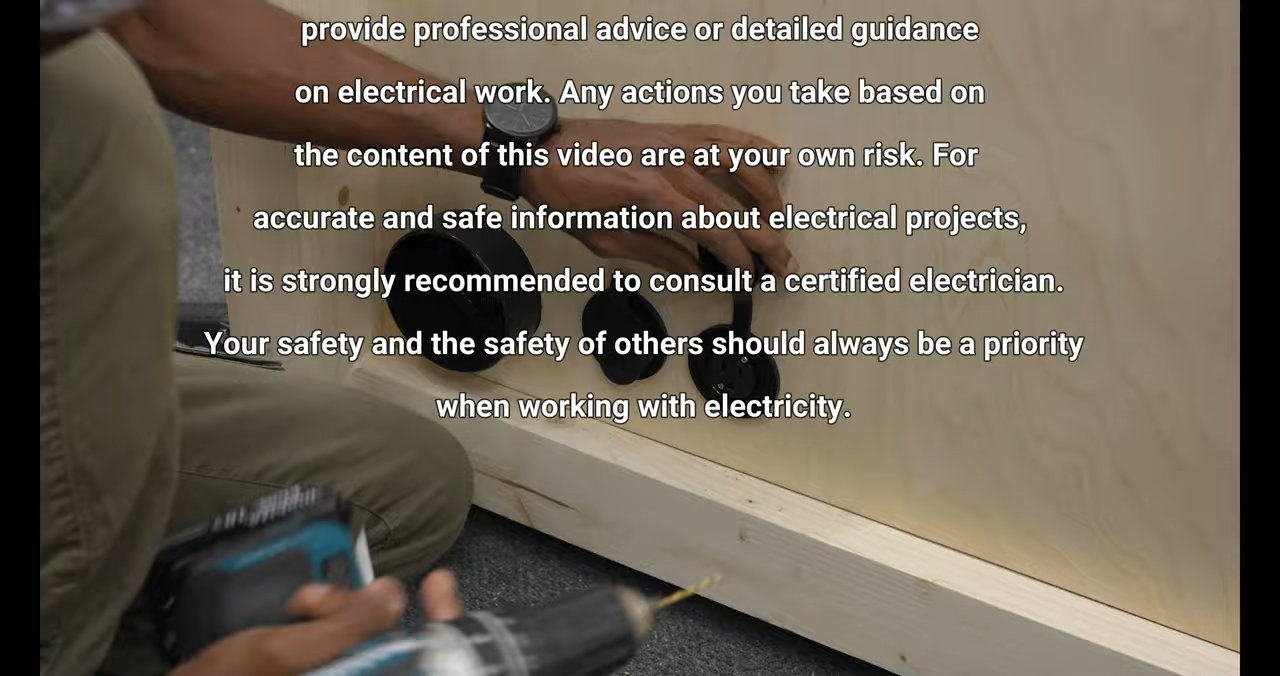 provide professional advice or detailed guidance
on electrical work. Any actions you take based on
the content of this video are at your own risk. For
accurate and safe information about electrical projects,
it is strongly recommended to consult a certified electrician.
Your safety and the safety of others should always be a priority
when working with electricity.